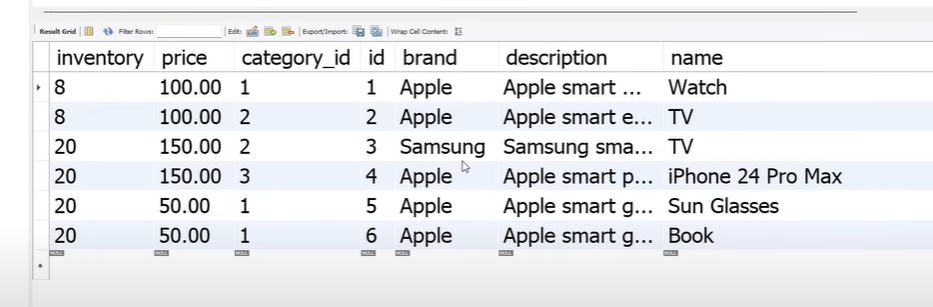 Result Grid Filter Rows: Edit: Export/Import: Wrap Cell Content:
inventory price category_id id brand description name
8 100.00 1 1 Apple Apple smart ... Watch
8 100.00 2 2 Apple Apple smart e... TV
20 150.00 2 3 Samsung Samsung sma... TV
20 150.00 3 4 Apple Apple smart p... iPhone 24 Pro Max
20 50.00 1 5 Apple Apple smart g... Sun Glasses
20 50.00 1 6 Apple Apple smart g... Book
NULL NULL NULL NULL NULL NULL NULL